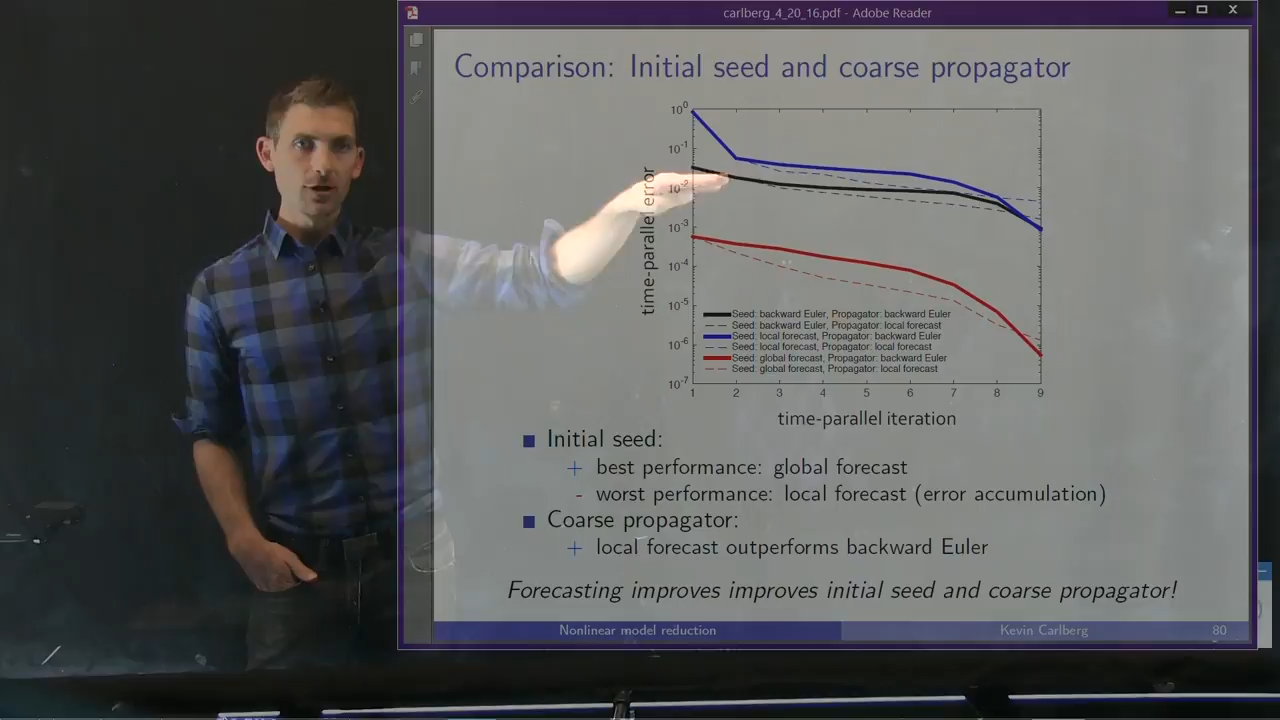 carlberg_4_20_16.pdf - Adobe Reader
Comparison: Initial seed and coarse propagator
10^0
10^-1
10^-2
10^-3
10^-4
10^-5
10^-6
10^-7
time-parallel error
Seed: backward Euler, Propagator: backward Euler
Seed: backward Euler, Propagator: local forecast
Seed: local forecast, Propagator: backward Euler
Seed: local forecast, Propagator: local forecast
Seed: global forecast, Propagator: backward Euler
Seed: global forecast, Propagator: local forecast
1 2 3 4 5 6 7 8 9
time-parallel iteration
■ Initial seed:
+ best performance: global forecast
- worst performance: local forecast (error accumulation)
■ Coarse propagator:
+ local forecast outperforms backward Euler
Forecasting improves improves initial seed and coarse propagator!
Nonlinear model reduction Kevin Carlberg 80